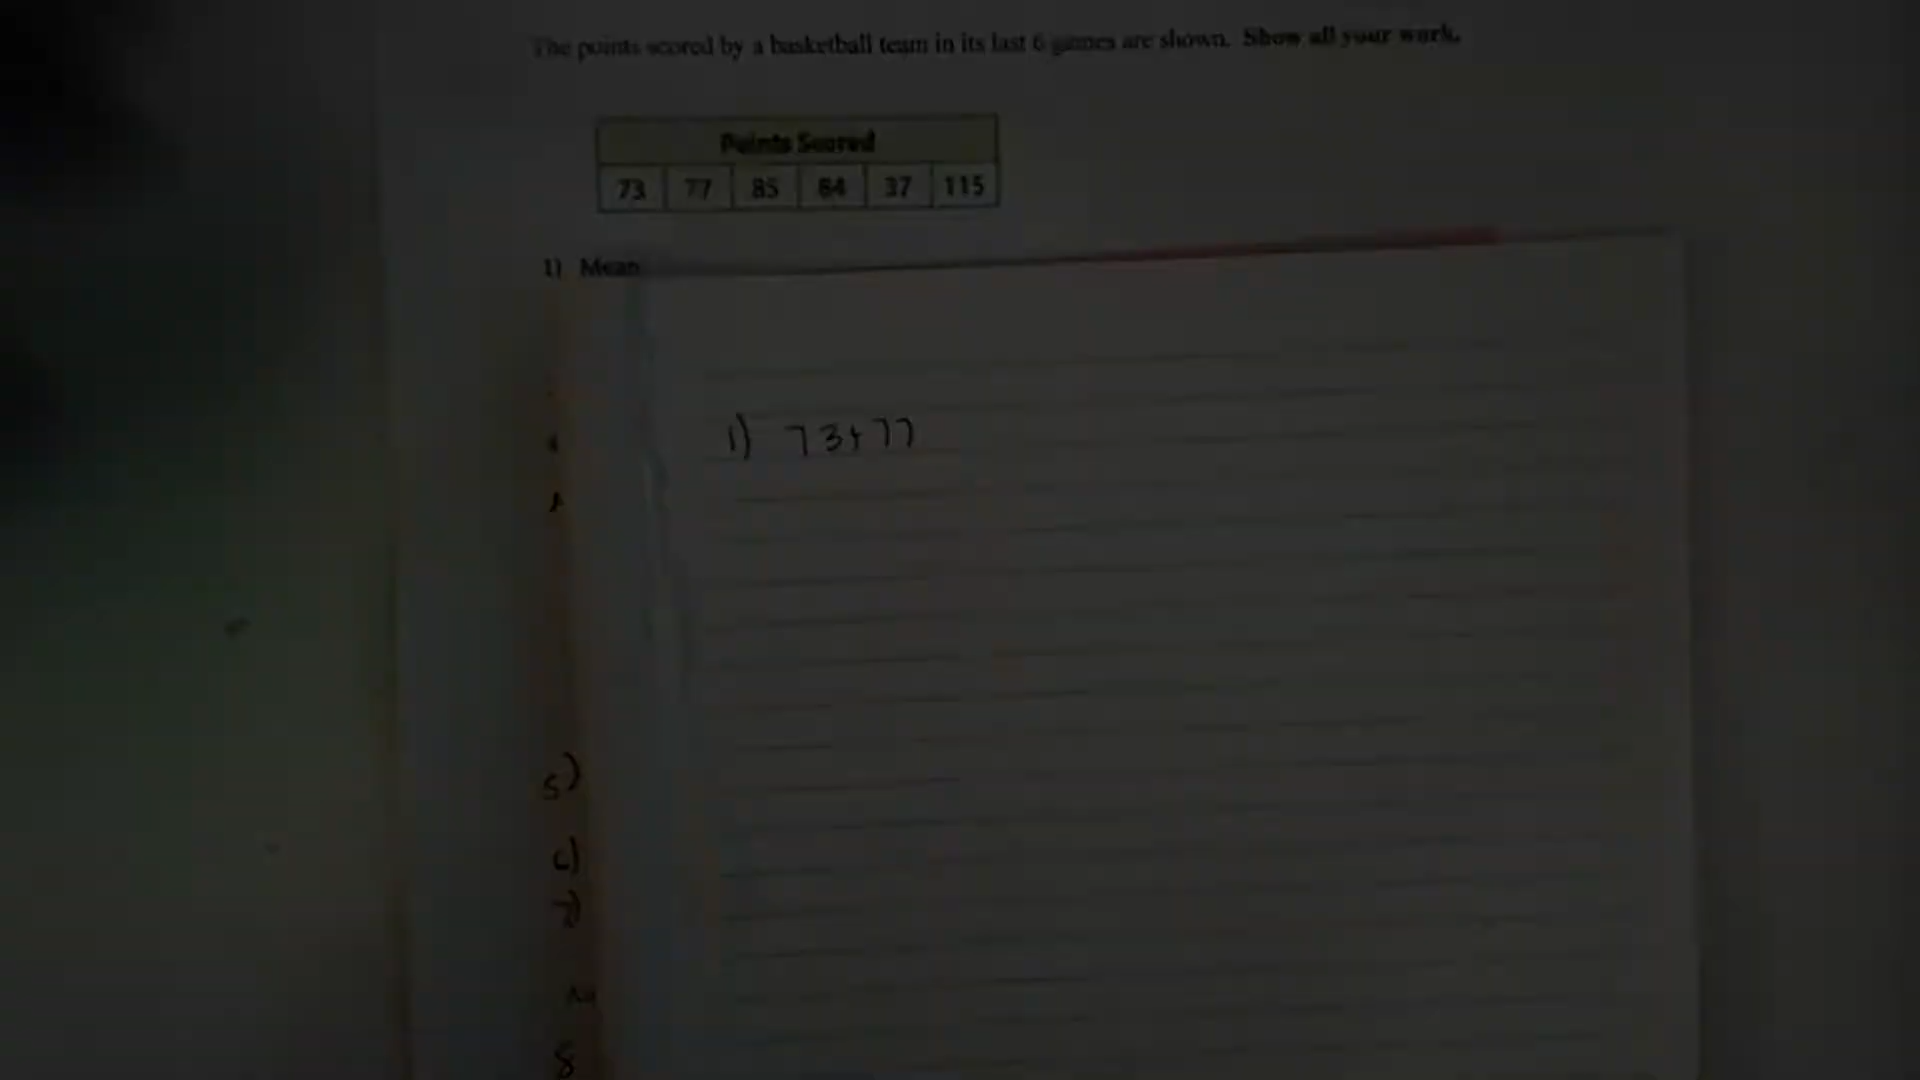 The points scored by a basketball team in its last 6 games are shown. Show all your work.
Points Scored
73 77 85 84 37 115
1) Mean
1) 73+77
5)
6)
7)
8